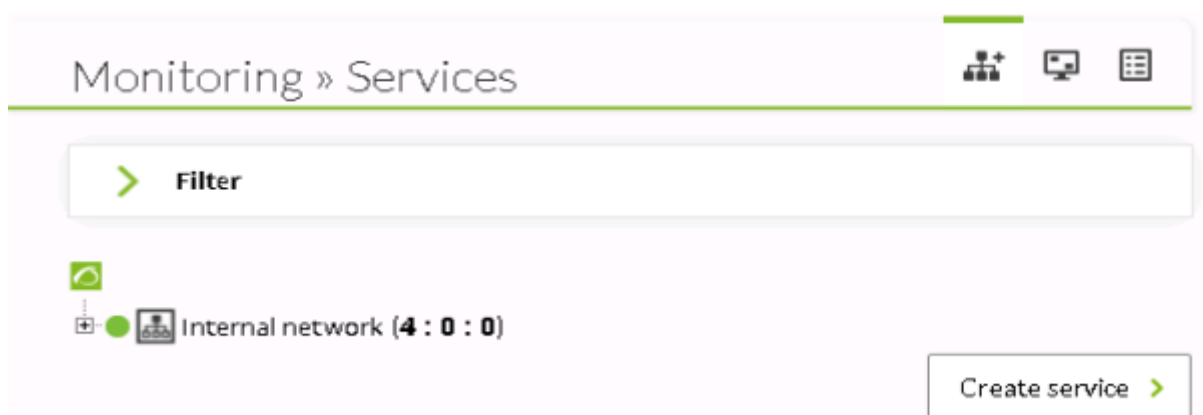 Monitoring » Services
Filter
Internal network (4 : 0 : 0)
Create service